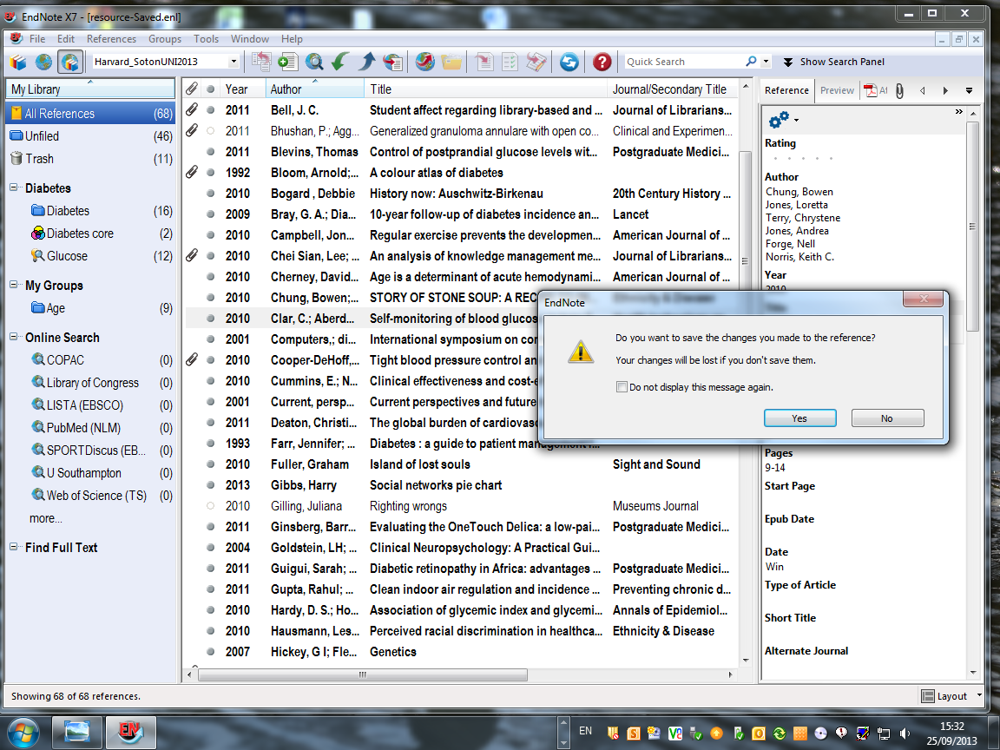 EndNote X7 - [resource-Saved.enl]
File Edit References Groups Tools Window Help
Harvard_SotonUNI2013 Quick Search Show Search Panel
My Library
All References (68)
Unfiled (46)
Trash (11)
Diabetes
Diabetes (16)
Diabetes core (2)
Glucose (12)
My Groups
Age (9)
Online Search
COPAC (0)
Library of Congress (0)
LISTA (EBSCO) (0)
PubMed (NLM) (0)
SPORTDiscus (EB... (0)
U Southampton (0)
Web of Science (TS) (0)
more...
Find Full Text
Year Author Title Journal/Secondary Title
2011 Bell, J. C. Student affect regarding library-based and ... Journal of Librarians...
2011 Bhushan, P.; Agg... Generalized granuloma annulare with open co... Clinical and Experimen...
2011 Blevins, Thomas Control of postprandial glucose levels wit... Postgraduate Medici...
1992 Bloom, Arnold;... A colour atlas of diabetes
2010 Bogard , Debbie History now: Auschwitz-Birkenau 20th Century History ...
2009 Bray, G. A.; Dia... 10-year follow-up of diabetes incidence an... Lancet
2010 Campbell, Jon... Regular exercise prevents the developmen... American Journal of ...
2010 Chei Sian, Lee; ... An analysis of knowledge management me... Journal of Librarians...
2010 Cherney, David... Age is a determinant of acute hemodynami... American Journal of ...
2010 Chung, Bowen;... STORY OF STONE SOUP: A Ethnicity & Disease
2010 Clar, C.; Aberd... Self-monitoring of blood glucos
2001 Computers,; di... International symposium on co
2010 Cooper-DeHoff,... Tight blood pressure control an
2010 Cummins, E.; N... Clinical effectiveness and cost-
2001 Current, persp... Current perspectives and future
2011 Deaton, Christi... The global burden of cardiovas
1993 Farr, Jennifer; ... Diabetes : a guide to patient management
2010 Fuller, Graham Island of lost souls Sight and Sound
2013 Gibbs, Harry Social networks pie chart
2010 Gilling, Juliana Righting wrongs Museums Journal
2011 Ginsberg, Barr... Evaluating the OneTouch Delica: a low-pai... Postgraduate Medici...
2004 Goldstein, LH; ... Clinical Neuropsychology: A Practical Gui...
2011 Guigui, Sarah; ... Diabetic retinopathy in Africa: advantages ... Postgraduate Medici...
2011 Gupta, Rahul; ... Clean indoor air regulation and incidence ... Preventing chronic d...
2010 Hardy, D. S.; Ho... Association of glycemic index and glycemi... Annals of Epidemiol...
2010 Hausmann, Les... Perceived racial discrimination in healthca... Ethnicity & Disease
2007 Hickey, G I; Fle... Genetics
Reference Preview At
Rating
Author
Chung, Bowen
Jones, Loretta
Terry, Chrystene
Jones, Andrea
Forge, Nell
Norris, Keith C.
Year
2010
Title
EndNote
Do you want to save the changes you made to the reference?
Your changes will be lost if you don't save them.
Do not display this message again.
Yes No
Pages
9-14
Start Page
Epub Date
Date
Win
Type of Article
Short Title
Alternate Journal
Showing 68 of 68 references. Layout
EN
15:32
25/09/2013